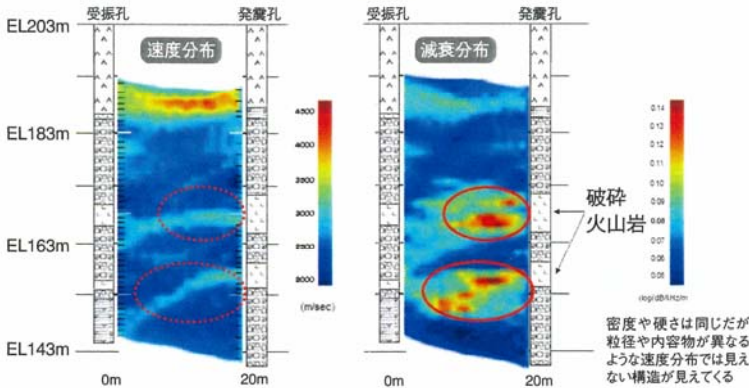 受振孔
発震孔
受振孔
発震孔
EL203m
速度分布
減衰分布
EL183m
EL163m
EL143m
4500
4000
3500
3000
2500
2000
(m/sec)
0.14
0.13
0.12
0.11
0.10
0.09
0.08
0.07
0.06
0.05
破砕
火山岩
0m
20m
0m
20m
密度や硬さは同じだが
粒径や内容物が異なる
ような速度分布では見え
ない構造が見えてくる